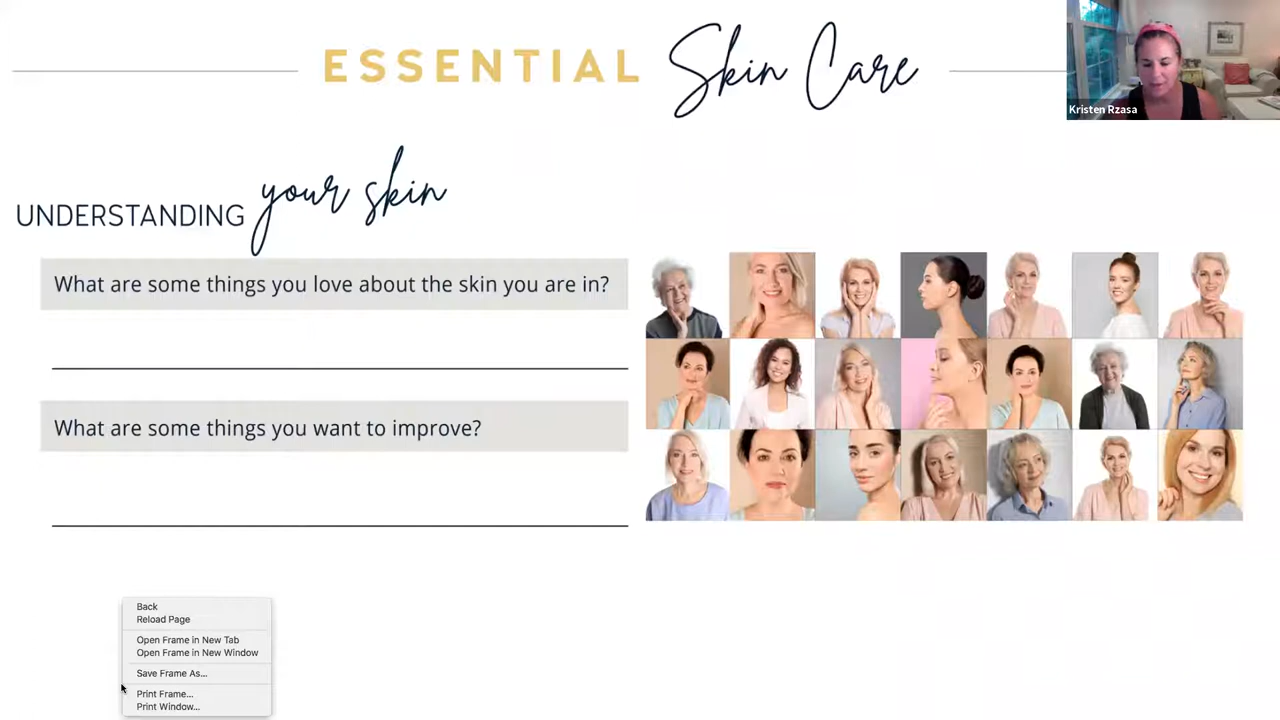 ESSENTIAL Skin Care
Kristen Rzasa
UNDERSTANDING your skin
What are some things you love about the skin you are in?
What are some things you want to improve?
Back
Reload Page
Open Frame in New Tab
Open Frame in New Window
Save Frame As...
Print Frame...
Print Window...